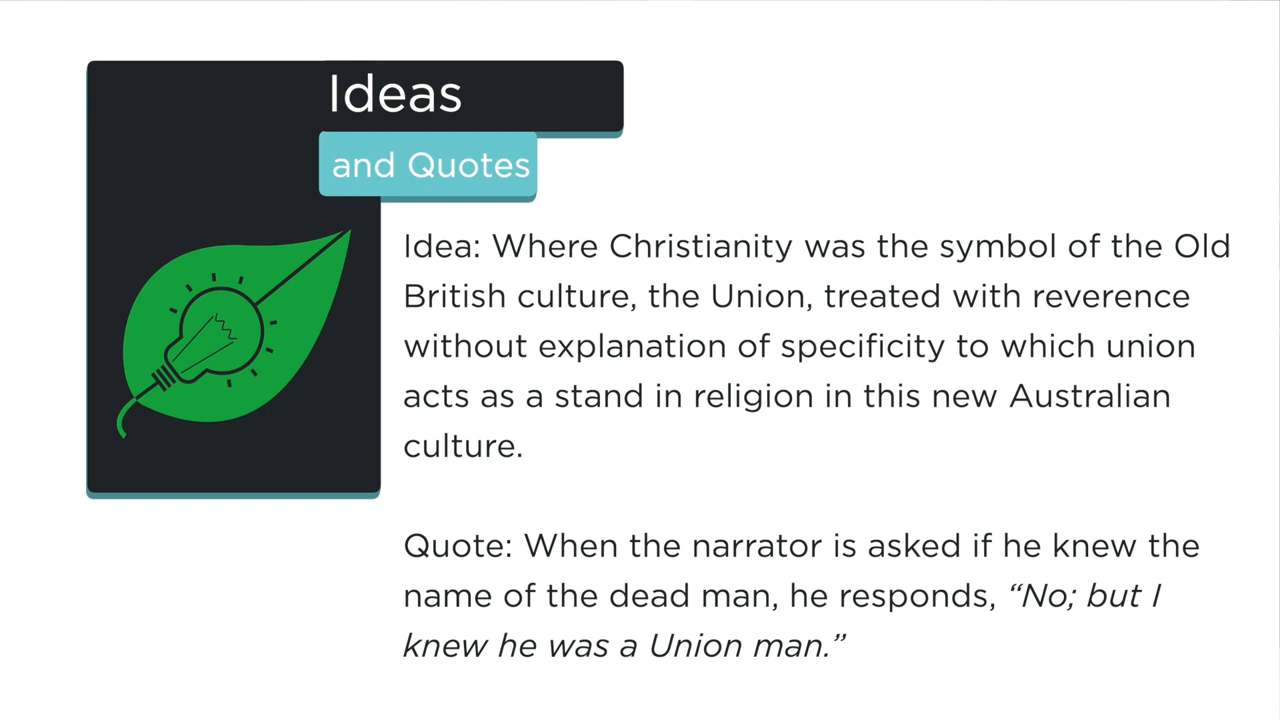 Ideas
and Quotes
Idea: Where Christianity was the symbol of the Old
British culture, the Union, treated with reverence
without explanation of specificity to which union
acts as a stand in religion in this new Australian
culture.
Quote: When the narrator is asked if he knew the
name of the dead man, he responds, “No; but I
knew he was a Union man.”